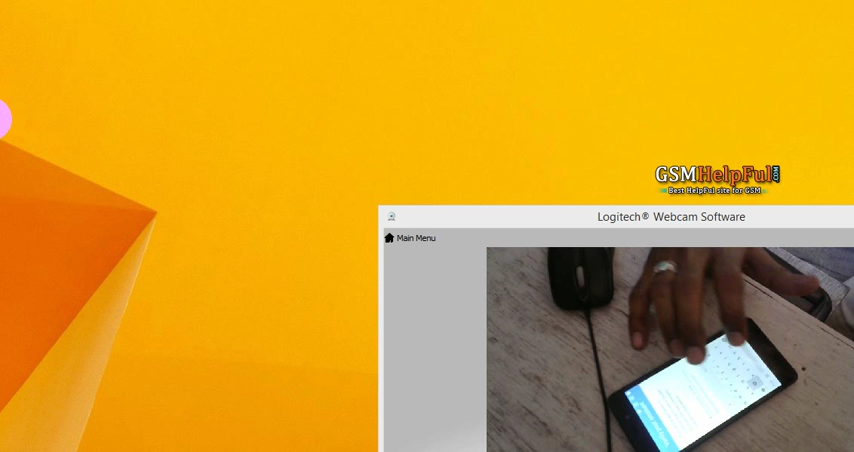 GSMHelpFul.COM
Best HelpFul site for GSM
Logitech® Webcam Software
Main Menu